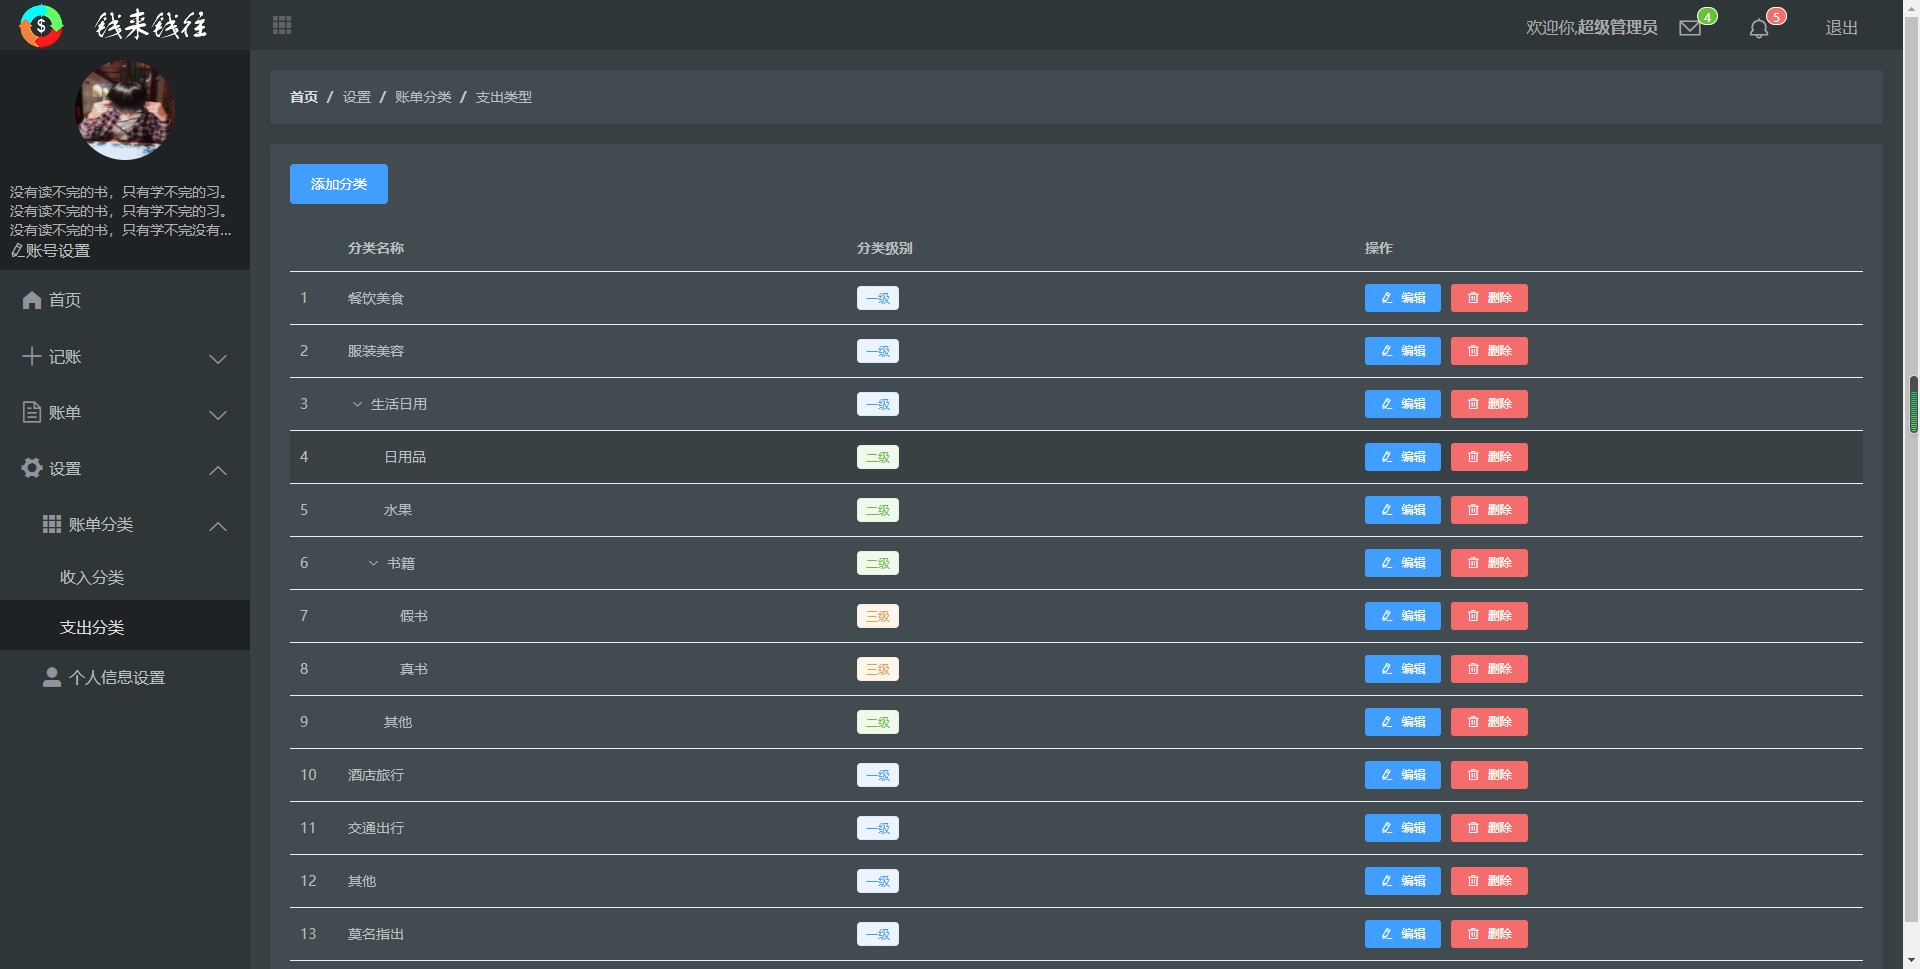 钱来钱往
欢迎你,超级管理员 4 5 退出
没有读不完的书，只有学不完的习。
没有读不完的书，只有学不完的习。
没有读不完的书，只有学不完没有...
账号设置
首页
记账
账单
设置
账单分类
收入分类
支出分类
个人信息设置
首页 / 设置 / 账单分类 / 支出类型
添加分类
分类名称 分类级别 操作
1 餐饮美食 一级 编辑 删除
2 服装美容 一级 编辑 删除
3 生活日用 一级 编辑 删除
4 日用品 二级 编辑 删除
5 水果 二级 编辑 删除
6 书籍 二级 编辑 删除
7 假书 三级 编辑 删除
8 真书 三级 编辑 删除
9 其他 二级 编辑 删除
10 酒店旅行 一级 编辑 删除
11 交通出行 一级 编辑 删除
12 其他 一级 编辑 删除
13 莫名指出 一级 编辑 删除